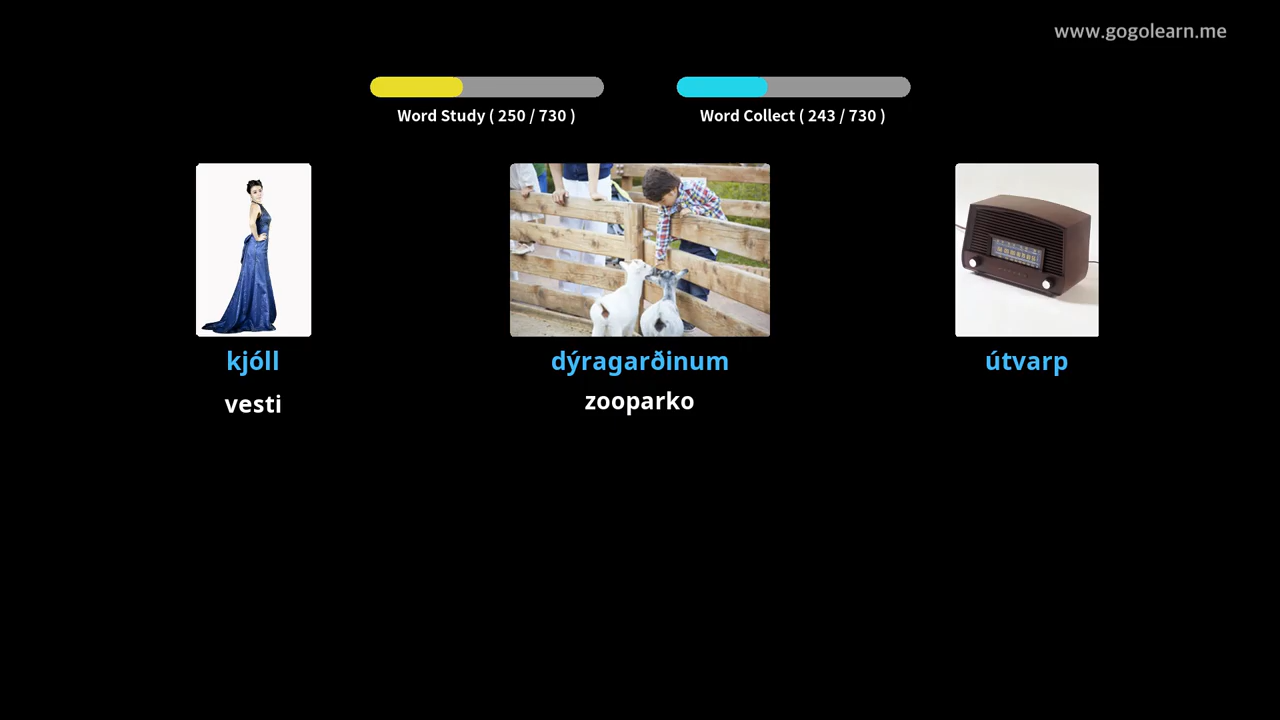 www.gogolearn.me
Word Study ( 250 / 730 )
Word Collect ( 243 / 730 )
kjóll
dýragarðinum
útvarp
vesti
zooparko